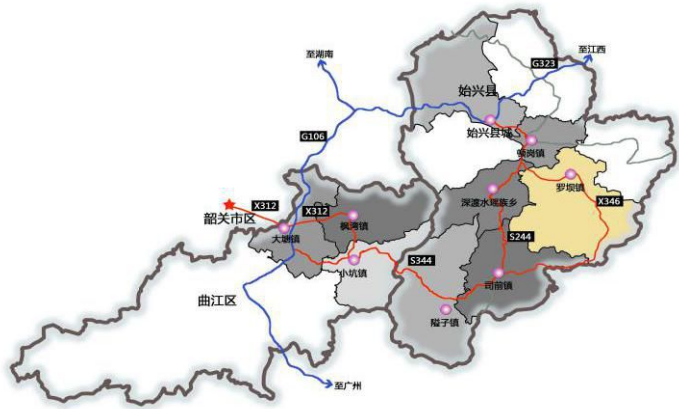 至湖南
至江西
G323
始兴县
始兴县城
G106
顿岗镇
罗坝镇
X312
韶关市区
X312
枫湾镇
深渡水瑶族乡
X346
大塘镇
S244
小坑镇
S344
司前镇
曲江区
隘子镇
至广州